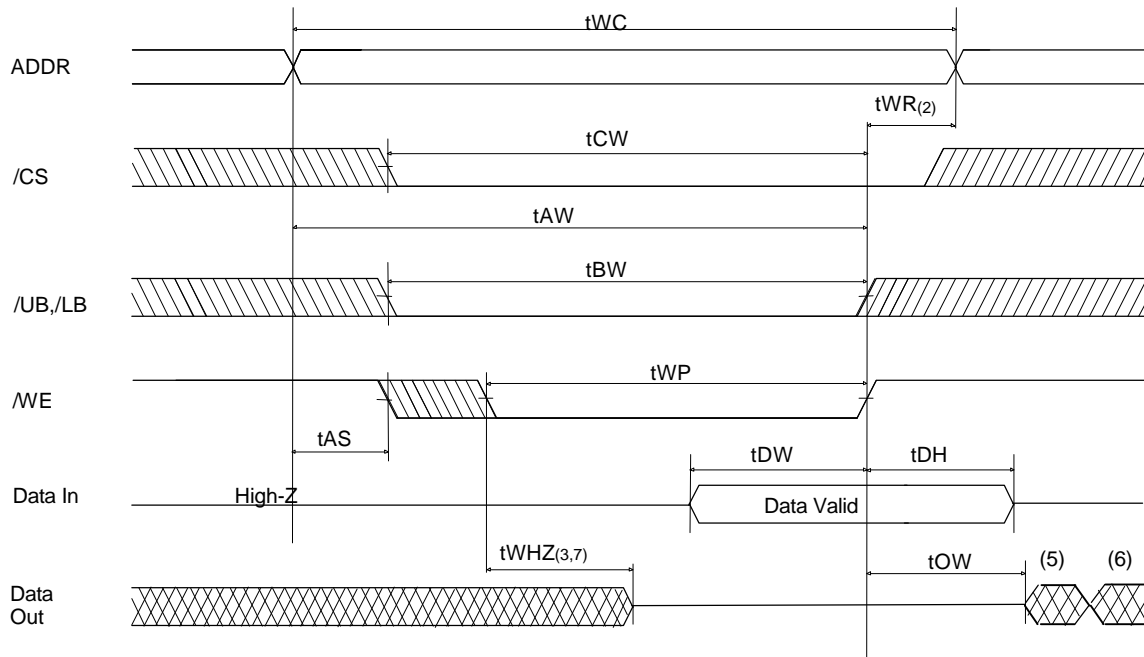 tWC
ADDR
tWR(2)
tCW
/CS
tAW
tBW
/UB,/LB
tWP
/WE
tAS
tDW
tDH
Data In
High-Z
Data Valid
tWHZ(3,7)
tOW
(5)
(6)
Data
Out